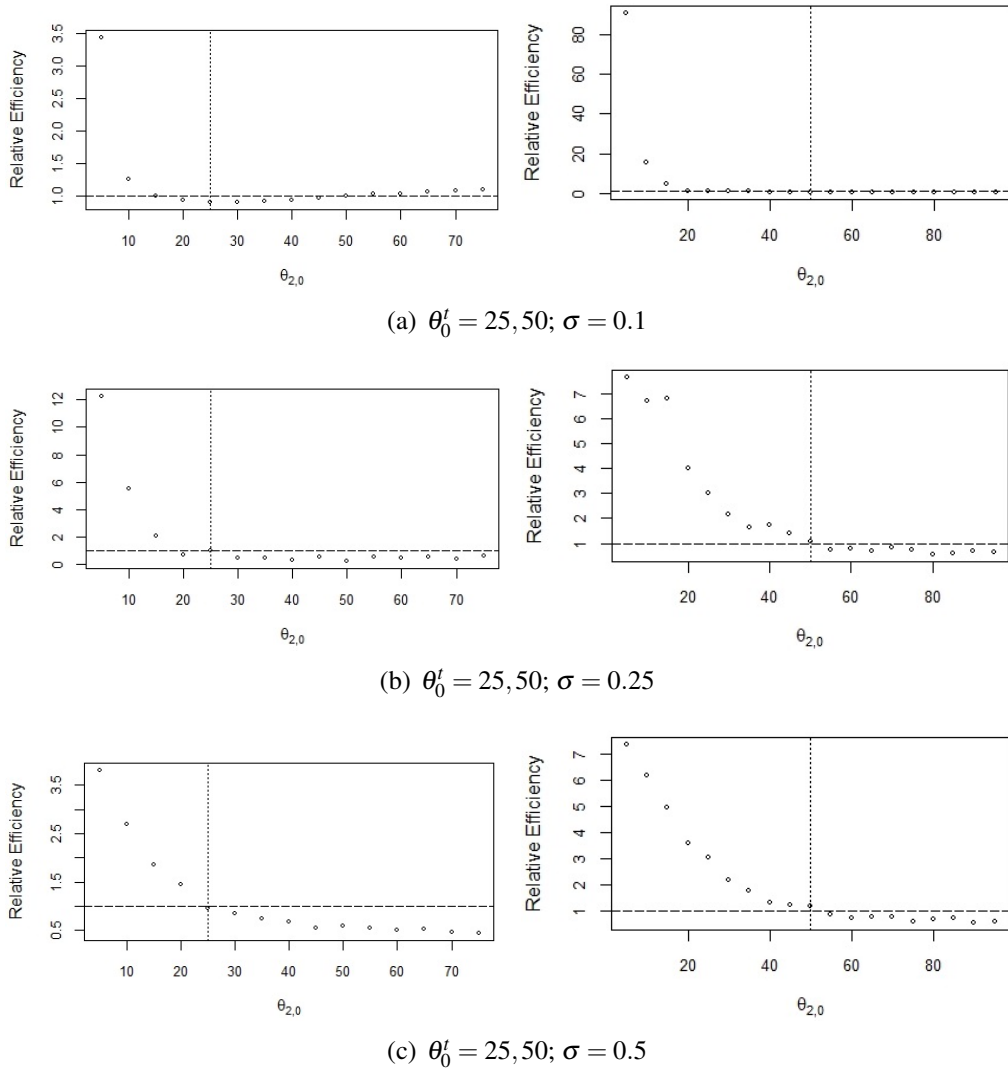 Relative Efficiency
1.0 1.5 2.0 2.5 3.0 3.5
10 20 30 40 50 60 70
θ2,0
Relative Efficiency
0 20 40 60 80
20 40 60 80
θ2,0
(a) θ0^t = 25,50; σ = 0.1
Relative Efficiency
0 2 4 6 8 10 12
10 20 30 40 50 60 70
θ2,0
Relative Efficiency
1 2 3 4 5 6 7
20 40 60 80
θ2,0
(b) θ0^t = 25,50; σ = 0.25
Relative Efficiency
0.5 1.5 2.5 3.5
10 20 30 40 50 60 70
θ2,0
Relative Efficiency
1 2 3 4 5 6 7
20 40 60 80
θ2,0
(c) θ0^t = 25,50; σ = 0.5